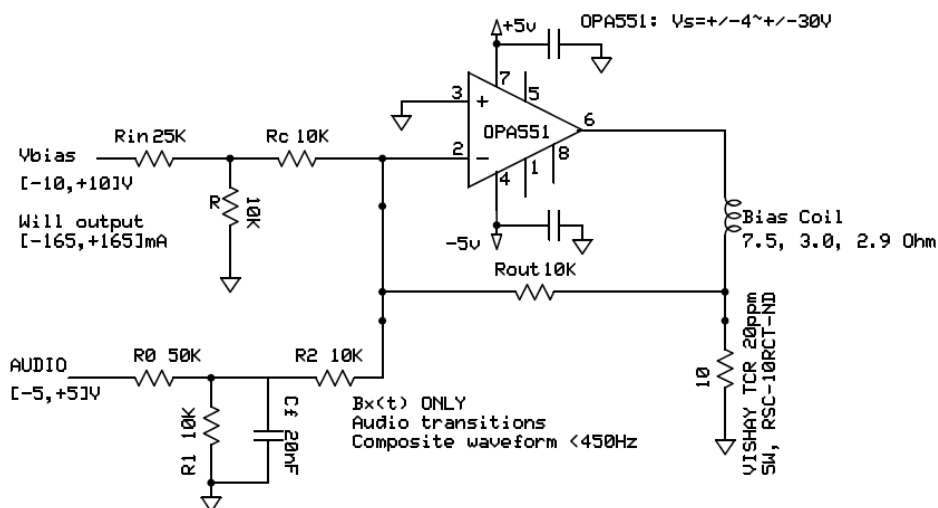 OPA551: Vs=+/-4~+/-30V
+5v
7
3
+
5
OPA551
6
2
-
8
4
1
-5v
Rin 25K
Rc 10K
Vbias
[-10,+10]V
R
10K
Will output
[-165,+165]mA
Bias Coil
7.5, 3.0, 2.9 Ohm
Rout 10K
AUDIO
[-5,+5]V
R0 50K
R2 10K
R1 10K
Cf 20nF
Bx(t) ONLY
Audio transitions
Composite waveform <450Hz
10
VISHAY TCR 20ppm
5W, RSC-10RCT-ND